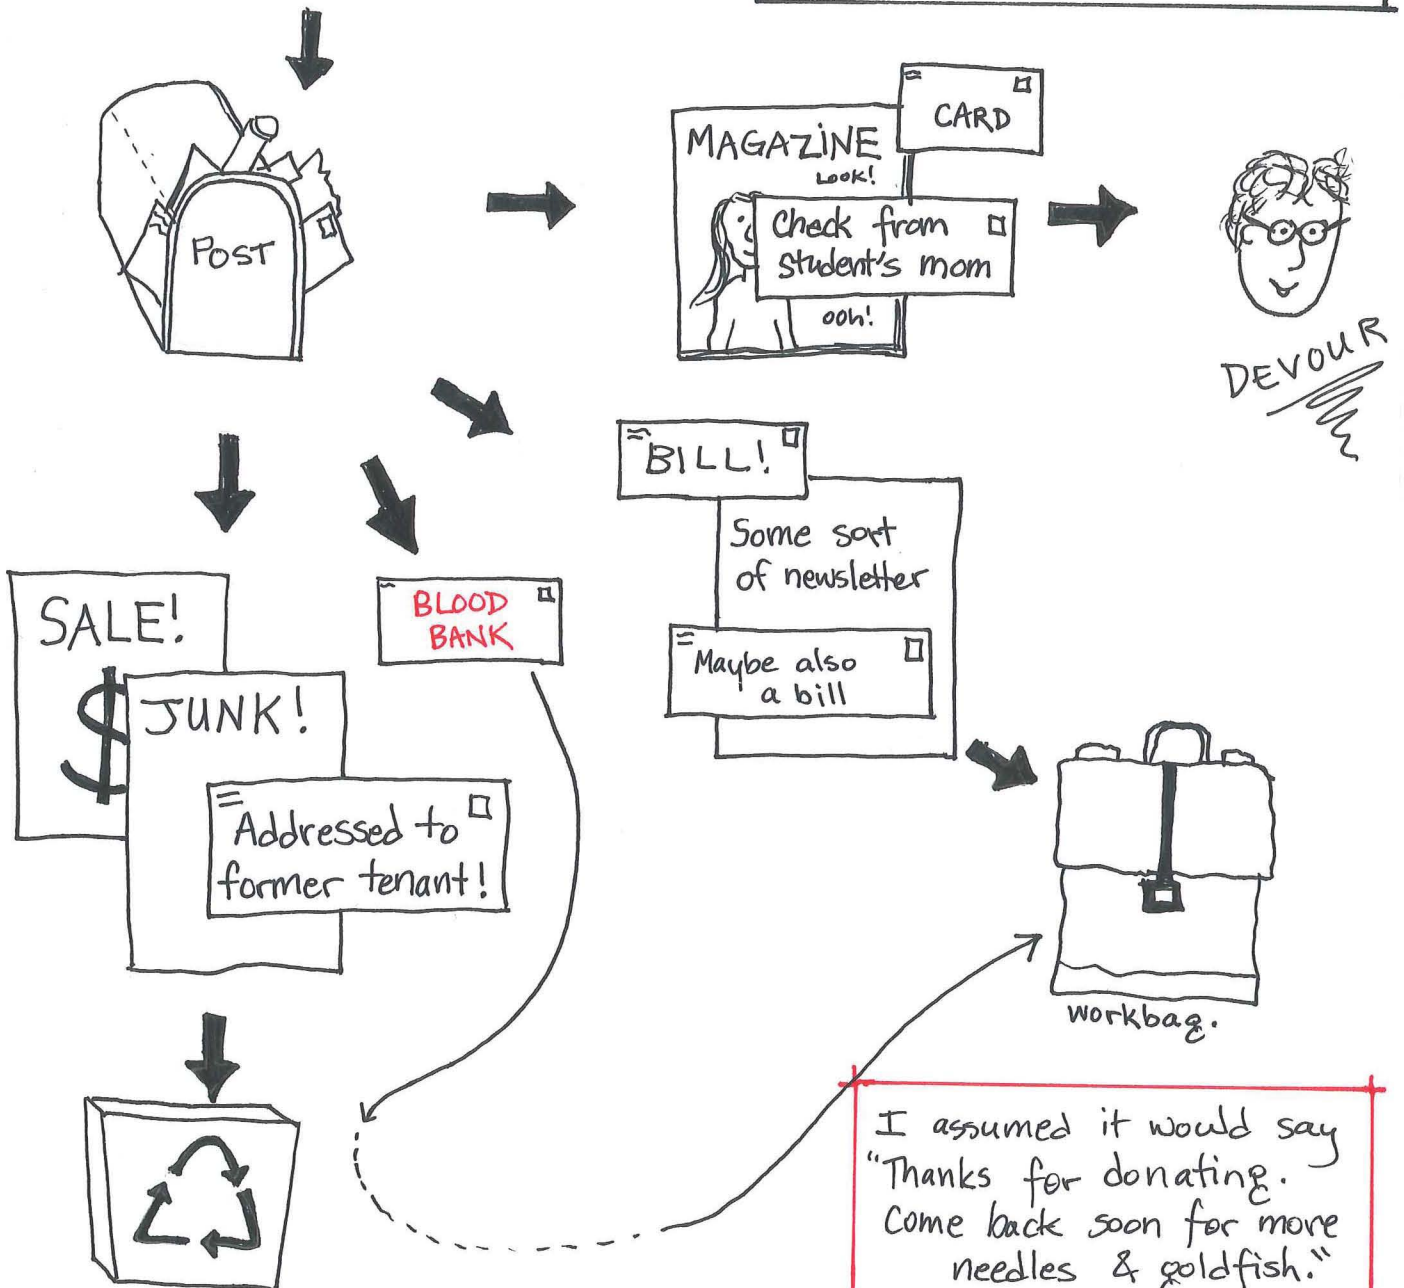 POST
MAGAZINE
LOOK!
ooh!
CARD
Check from
student's mom
DEVOUR
BILL!
Some sort
of newsletter
Maybe also
a bill
SALE!
$
JUNK!
Addressed to
former tenant!
BLOOD
BANK
workbag.
I assumed it would say
"Thanks for donating.
Come back soon for more
needles & goldfish."